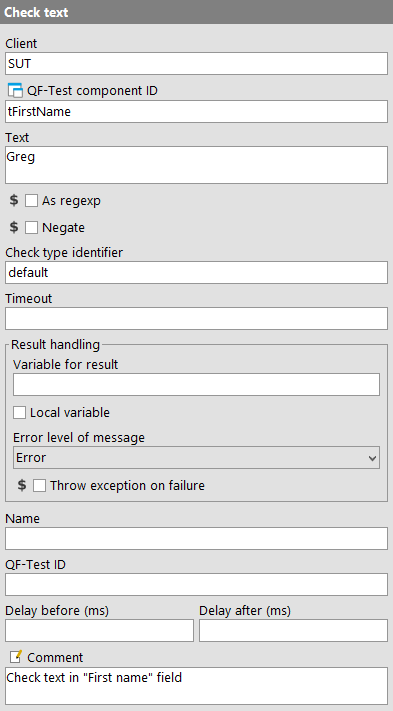 Check text
Client
SUT
QF-Test component ID
tFirstName
Text
Greg
$ As regexp
$ Negate
Check type identifier
default
Timeout
Result handling
Variable for result
Local variable
Error level of message
Error
$ Throw exception on failure
Name
QF-Test ID
Delay before (ms) Delay after (ms)
Comment
Check text in "First name" field